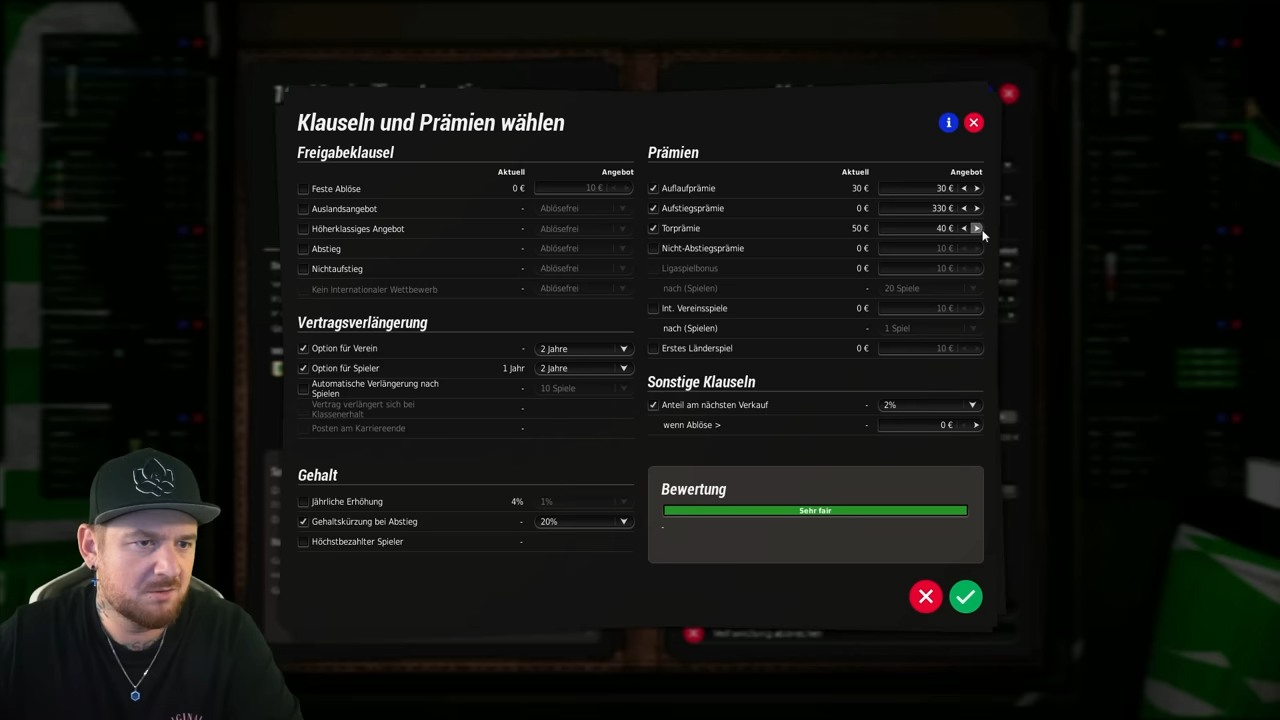 Klauseln und Prämien wählen
Freigabeklausel
Aktuell Angebot
Feste Ablöse 0 € 10 €
Auslandsangebot - Ablösefrei
Höherklassiges Angebot - Ablösefrei
Abstieg - Ablösefrei
Nichtaufstieg - Ablösefrei
Kein Internationaler Wettbewerb - Ablösefrei
Vertragsverlängerung
Option für Verein - 2 Jahre
Option für Spieler 1 Jahr 2 Jahre
Automatische Verlängerung nach
Spielen - 10 Spiele
Vertrag verlängert sich bei
Klassenerhalt -
Posten am Karriereende -
Gehalt
Jährliche Erhöhung 4% 1%
Gehaltskürzung bei Abstieg - 20%
Höchstbezahlter Spieler -
Prämien
Aktuell Angebot
Auflaufprämie 30 € 30 €
Aufstiegsprämie 0 € 330 €
Torprämie 50 € 40 €
Nicht-Abstiegsprämie 0 € 10 €
Ligaspielbonus 0 € 10 €
nach (Spielen) - 20 Spiele
Int. Vereinsspiele 0 € 10 €
nach (Spielen) - 1 Spiel
Erstes Länderspiel 0 € 10 €
Sonstige Klauseln
Anteil am nächsten Verkauf - 2%
wenn Ablöse > - 0 €
Bewertung
Sehr fair
-